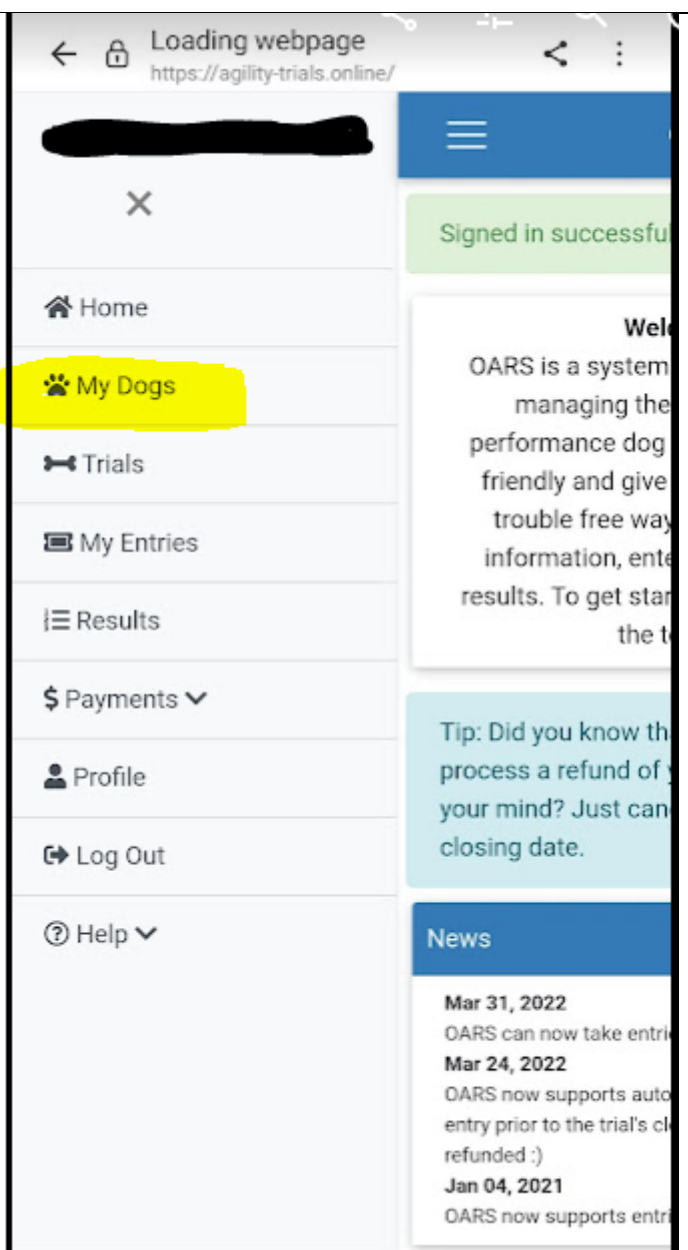 Loading webpage
https://agility-trials.online/
Signed in successful
Home
My Dogs
Trials
My Entries
Results
$ Payments
Profile
Log Out
Help
Welc
OARS is a system
managing the
performance dog
friendly and give
trouble free way
information, ente
results. To get star
the t
Tip: Did you know tha
process a refund of y
your mind? Just can
closing date.
News
Mar 31, 2022
OARS can now take entri
Mar 24, 2022
OARS now supports auto
entry prior to the trial's cl
refunded :)
Jan 04, 2021
OARS now supports entri